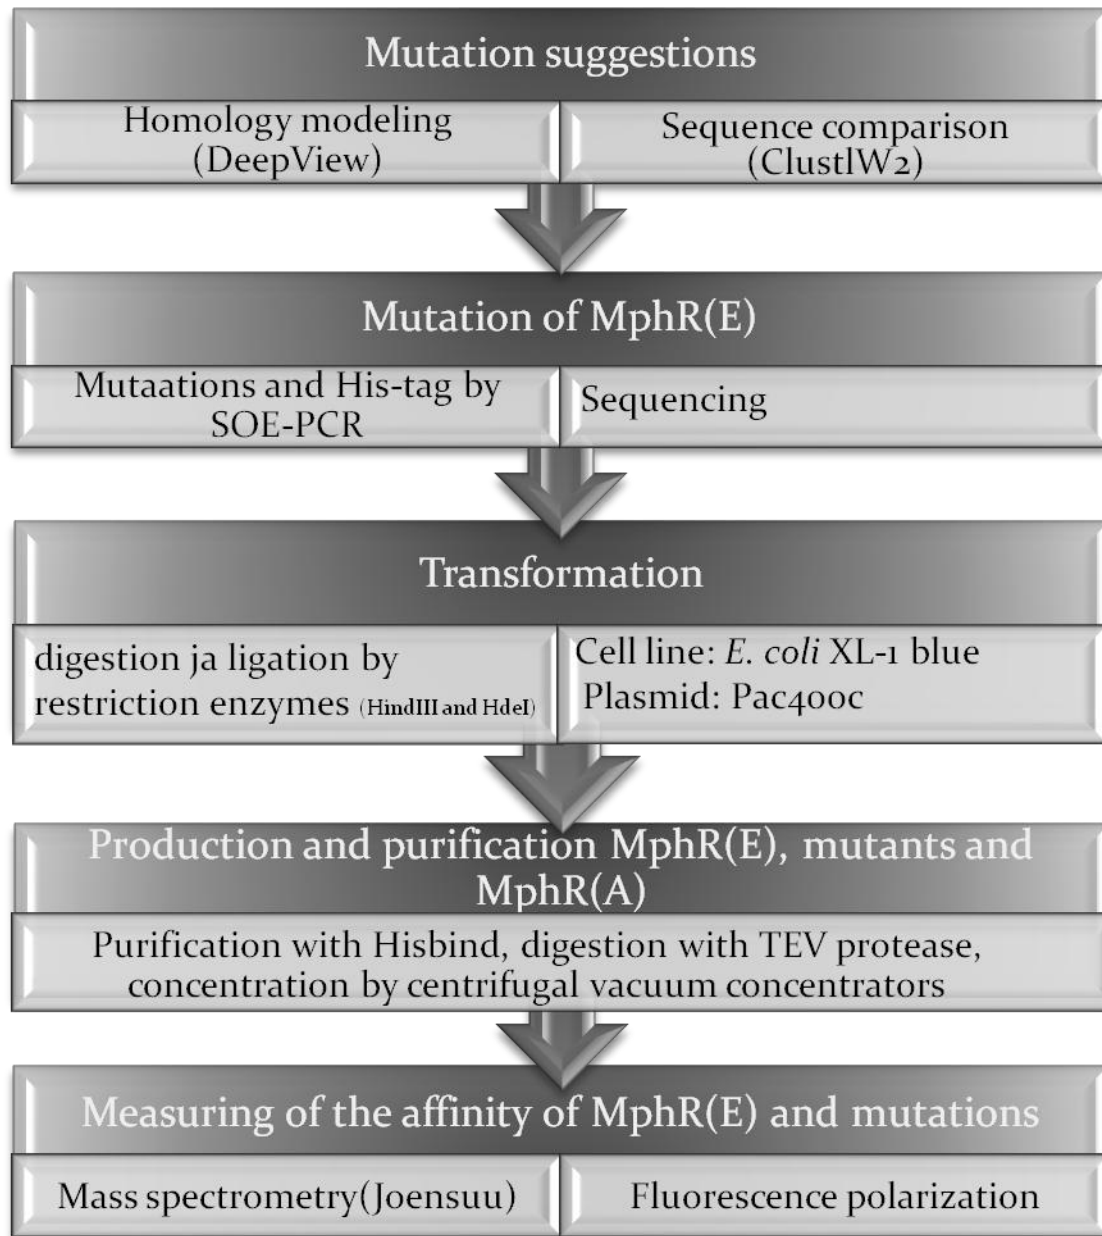 Mutation suggestions
Homology modeling
(DeepView)
Sequence comparison
(ClustlW2)
Mutation of MphR(E)
Mutaations and His-tag by
SOE-PCR
Sequencing
Transformation
digestion ja ligation by
restriction enzymes (HindIII and HdeI)
Cell line: E. coli XL-1 blue
Plasmid: Pac400c
Production and purification MphR(E), mutants and
MphR(A)
Purification with Hisbind, digestion with TEV protease,
concentration by centrifugal vacuum concentrators
Measuring of the affinity of MphR(E) and mutations
Mass spectrometry(Joensuu)
Fluorescence polarization